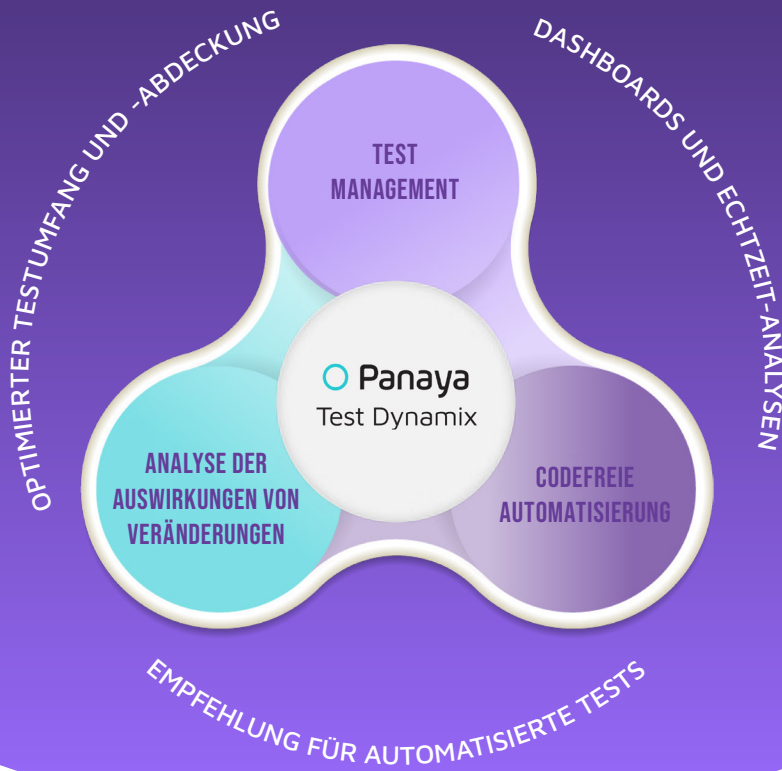 OPTIMIERTER TESTUMFANG UND -ABDECKUNG
DASHBOARDS UND ECHTZEIT-ANALYSEN
TEST
MANAGEMENT
Panaya
Test Dynamix
ANALYSE DER
AUSWIRKUNGEN VON
VERÄNDERUNGEN
CODEFREIE
AUTOMATISIERUNG
EMPFEHLUNG FÜR AUTOMATISIERTE TESTS